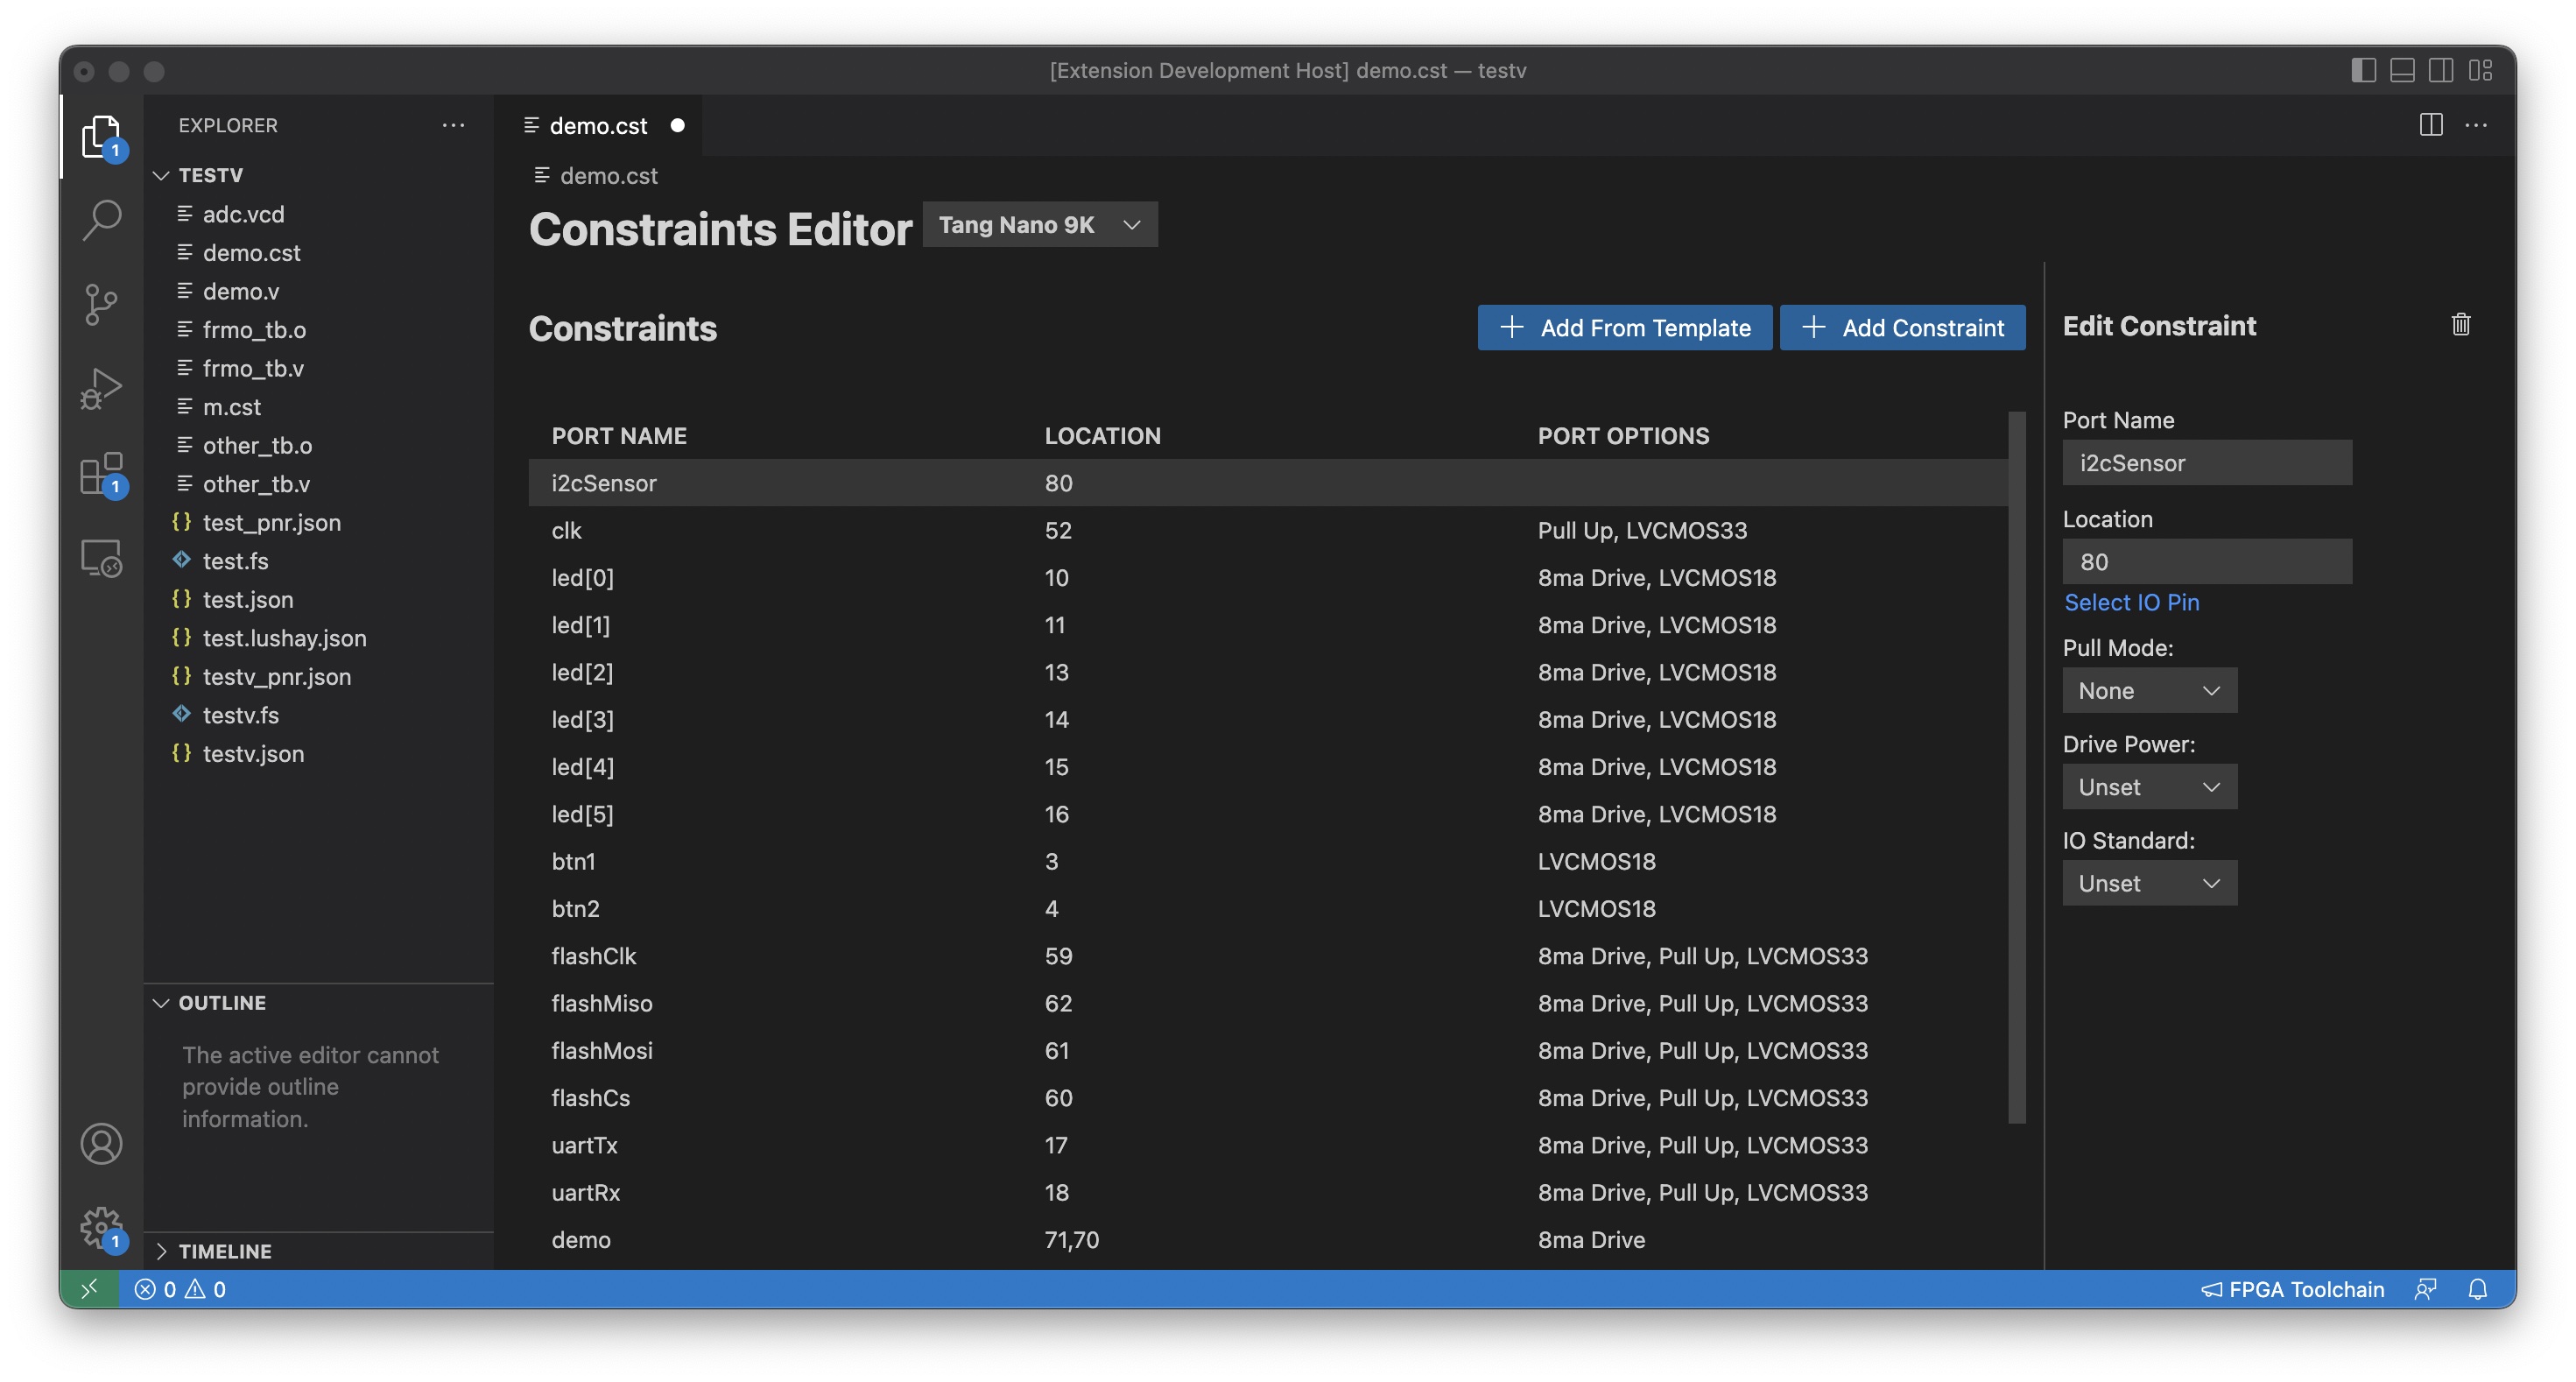 [Extension Development Host] demo.cst — testv
EXPLORER
TESTV
adc.vcd
demo.cst
demo.v
frmo_tb.o
frmo_tb.v
m.cst
other_tb.o
other_tb.v
test_pnr.json
test.fs
test.json
test.lushay.json
testv_pnr.json
testv.fs
testv.json
OUTLINE
The active editor cannot
provide outline
information.
TIMELINE
1
1
1
demo.cst
demo.cst
Constraints Editor Tang Nano 9K
Constraints Add From Template Add Constraint
PORT NAME LOCATION PORT OPTIONS
i2cSensor 80
clk 52 Pull Up, LVCMOS33
led[0] 10 8ma Drive, LVCMOS18
led[1] 11 8ma Drive, LVCMOS18
led[2] 13 8ma Drive, LVCMOS18
led[3] 14 8ma Drive, LVCMOS18
led[4] 15 8ma Drive, LVCMOS18
led[5] 16 8ma Drive, LVCMOS18
btn1 3 LVCMOS18
btn2 4 LVCMOS18
flashClk 59 8ma Drive, Pull Up, LVCMOS33
flashMiso 62 8ma Drive, Pull Up, LVCMOS33
flashMosi 61 8ma Drive, Pull Up, LVCMOS33
flashCs 60 8ma Drive, Pull Up, LVCMOS33
uartTx 17 8ma Drive, Pull Up, LVCMOS33
uartRx 18 8ma Drive, Pull Up, LVCMOS33
demo 71,70 8ma Drive
Edit Constraint
Port Name
i2cSensor
Location
80
Select IO Pin
Pull Mode:
None
Drive Power:
Unset
IO Standard:
Unset
0 0 FPGA Toolchain